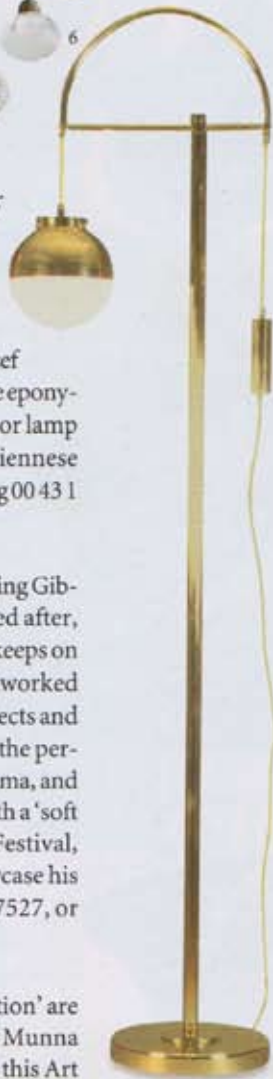 6
ef
e epony-
or lamp
iennese
g 00 43 1
ing Gib-
ed after,
keeps on
worked
ects and
the per-
ma, and
th a ‘soft
Festival,
case his
7527, or
tion’ are
Munna
this Art